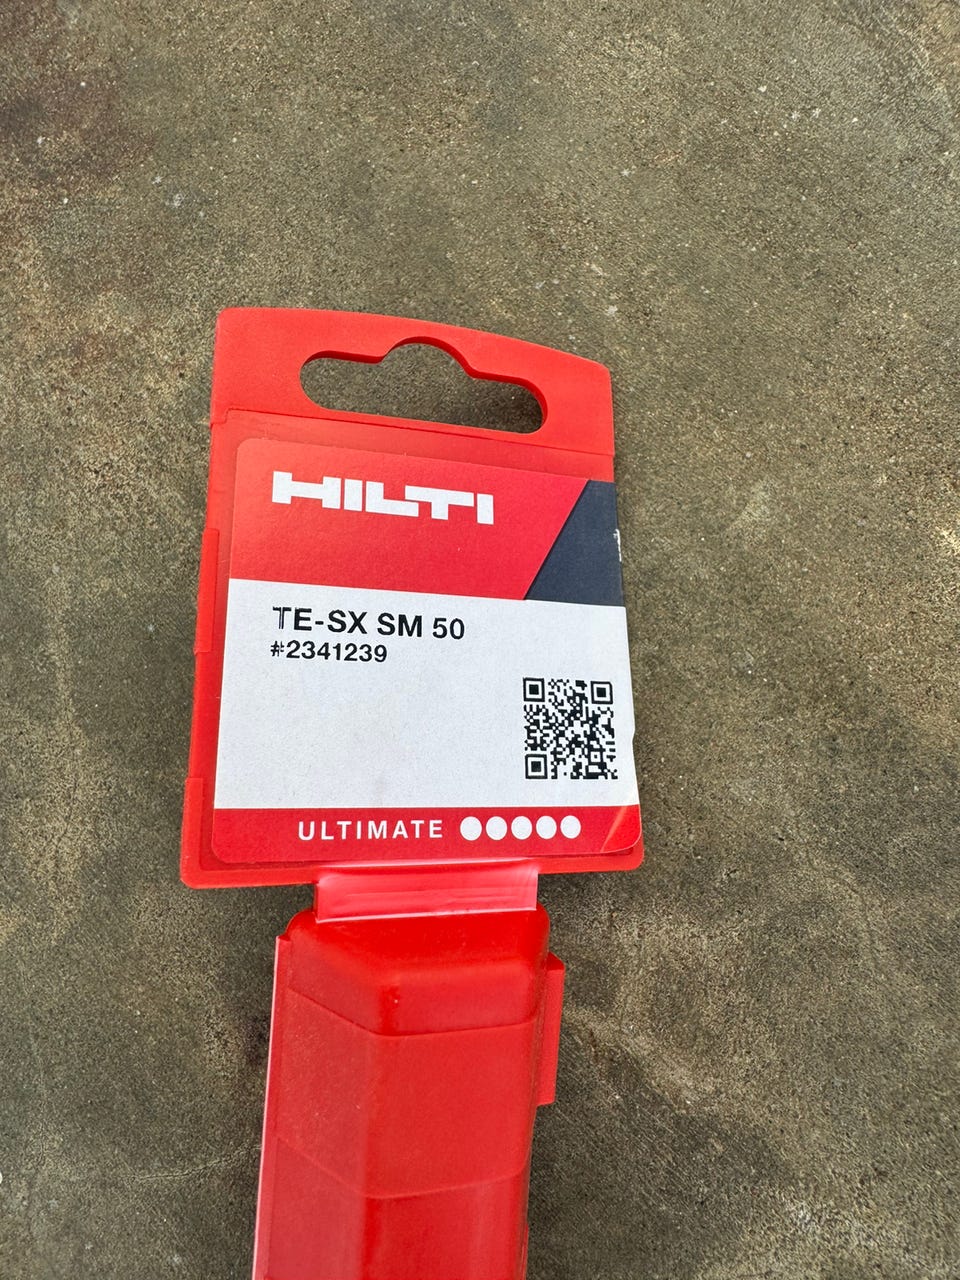 HILTI
TE-SX SM 50
#2341239
ULTIMATE